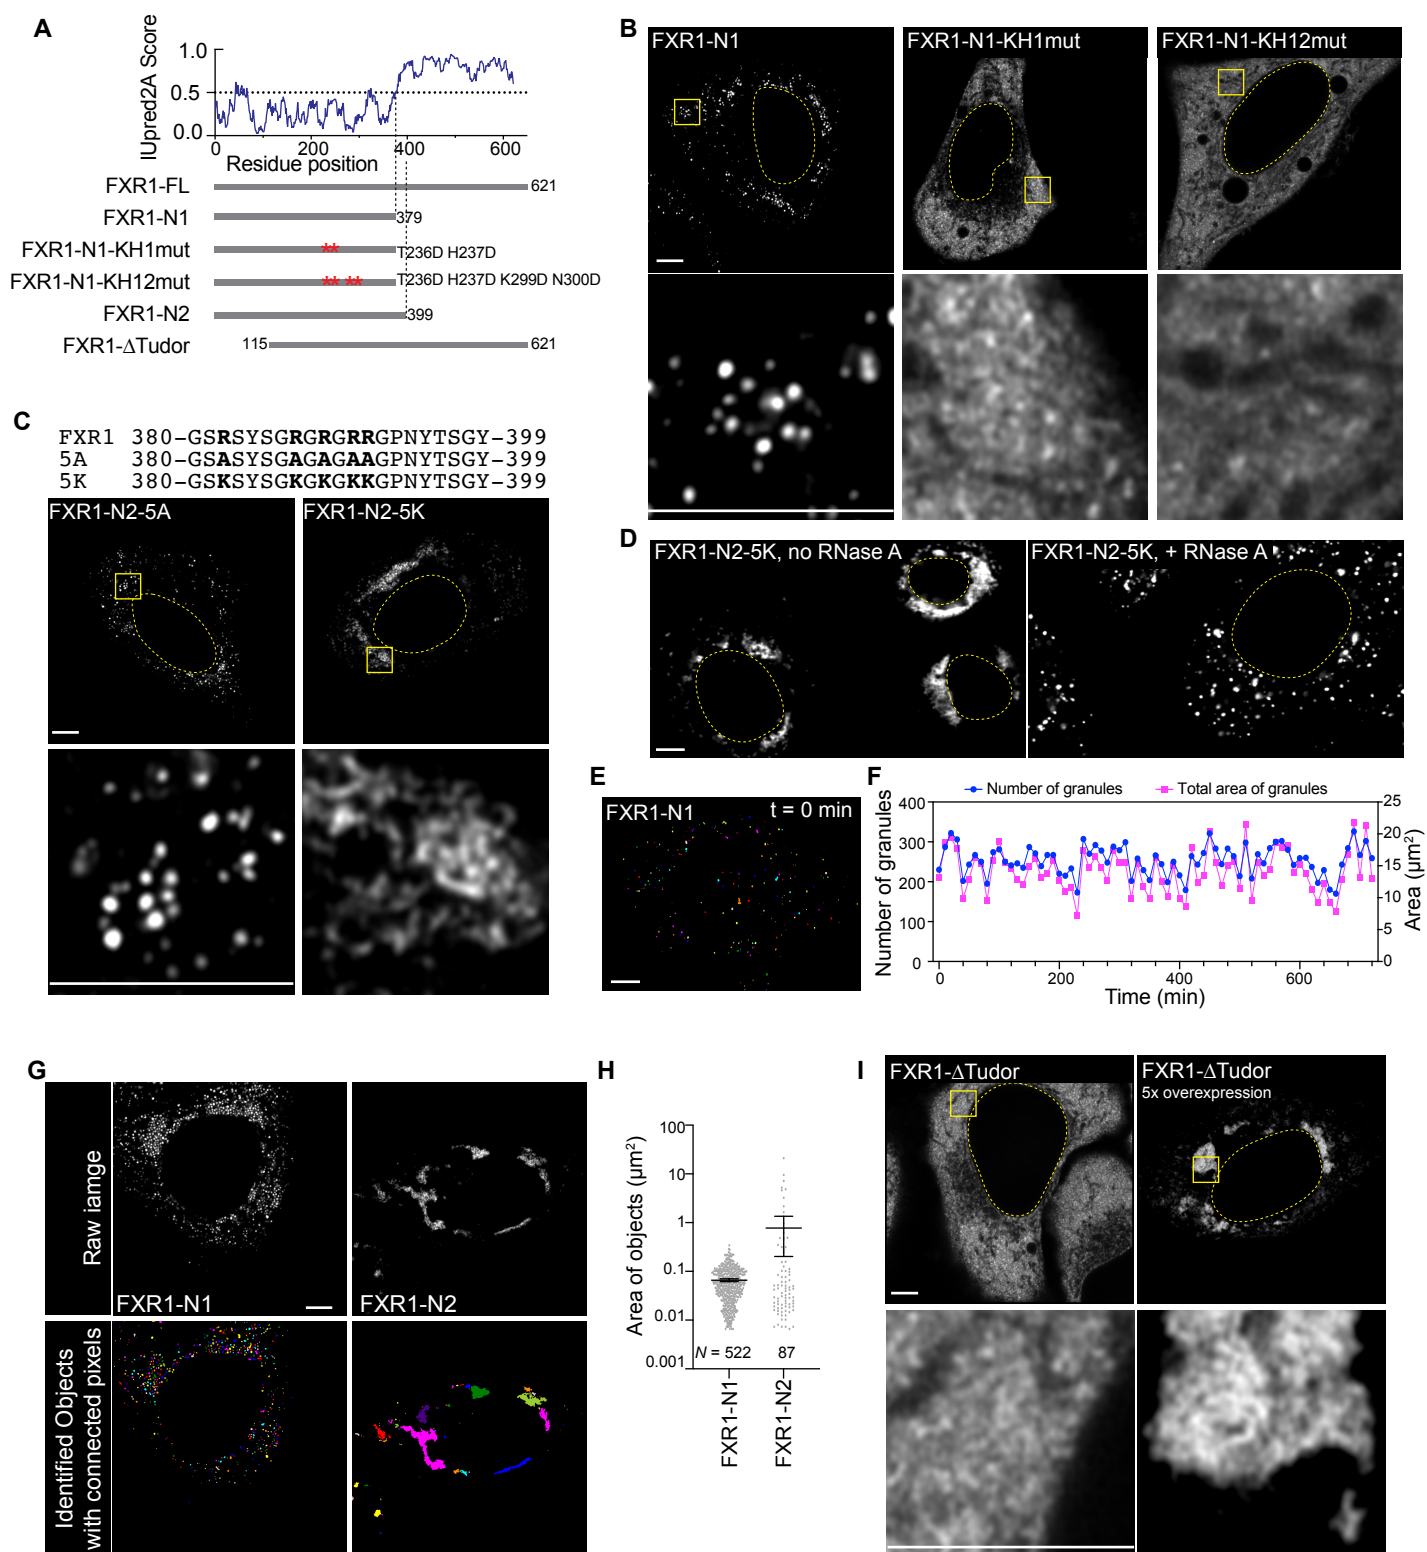 A
IUpred2A Score
1.0
0.5
0.0
0 200 400 600
Residue position
FXR1-FL 621
FXR1-N1 379
FXR1-N1-KH1mut ** T236D H237D
FXR1-N1-KH12mut ** ** T236D H237D K299D N300D
FXR1-N2 399
FXR1-ΔTudor 115 621
B
FXR1-N1 FXR1-N1-KH1mut FXR1-N1-KH12mut
C
FXR1 380-GSRSYSGRGRGRRGPNYTSGY-399
5A 380-GSASYSGAGAGAAGPNYTSGY-399
5K 380-GSKSYSGKGKGKKGPNYTSGY-399
FXR1-N2-5A FXR1-N2-5K
D
FXR1-N2-5K, no RNase A FXR1-N2-5K, + RNase A
E
FXR1-N1 t = 0 min
F
Number of granules Total area of granules
Number of granules
400
300
200
100
0
25
20
15
10
5
0
Area (µm²)
0 200 400 600
Time (min)
G
Raw iamge
FXR1-N1 FXR1-N2
Identified Objects
with connected pixels
H
Area of objects (µm²)
100
10
1
0.1
0.01
0.001
N = 522 87
FXR1-N1
FXR1-N2
I
FXR1-ΔTudor FXR1-ΔTudor
5x overexpression